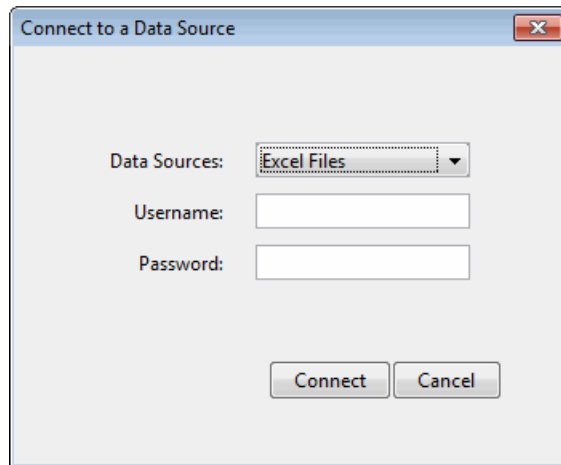 Connect to a Data Source
Data Sources: Excel Files
Username:
Password:
Connect Cancel